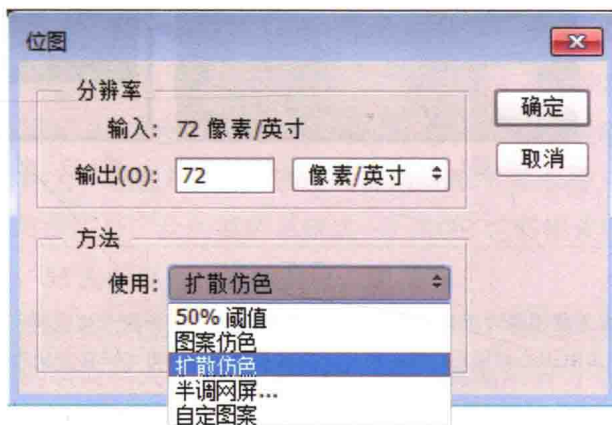 位图
分辨率
输入: 72 像素/英寸
输出(O): 72 像素/英寸
确定
取消
方法
使用: 扩散仿色
50% 阈值
图案仿色
扩散仿色
半调网屏...
自定图案